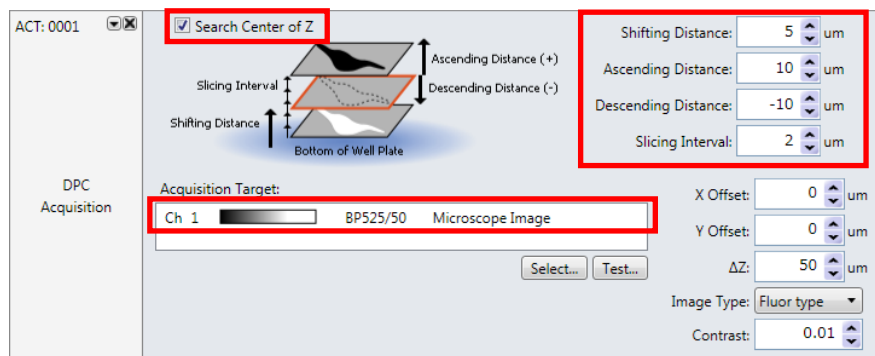 ACT: 0001
Search Center of Z
Ascending Distance (+)
Slicing Interval
Descending Distance (-)
Shifting Distance
Bottom of Well Plate
Shifting Distance: 5 um
Ascending Distance: 10 um
Descending Distance: -10 um
Slicing Interval: 2 um
DPC
Acquisition
Acquisition Target:
Ch 1 BP525/50 Microscope Image
Select... Test...
X Offset: 0 um
Y Offset: 0 um
ΔZ: 50 um
Image Type: Fluor type
Contrast: 0.01